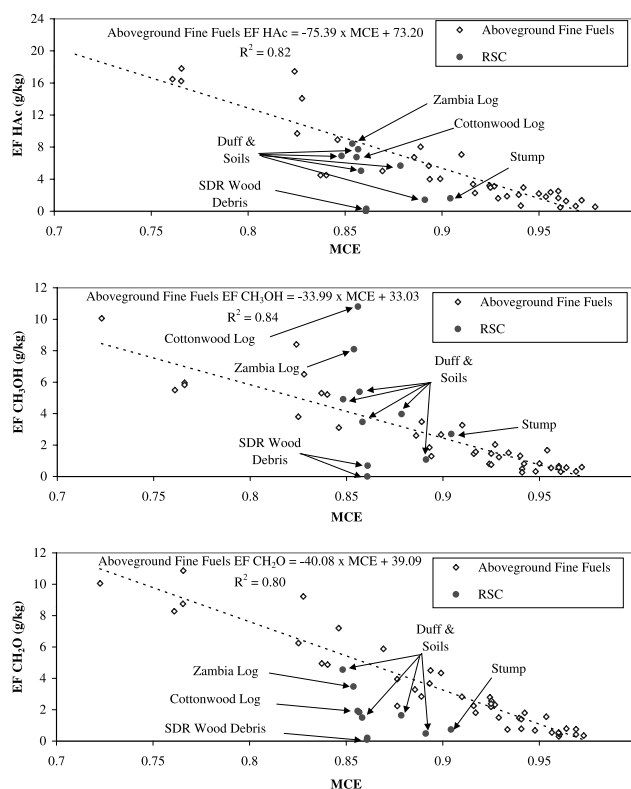 Aboveground Fine Fuels EF HAc = -75.39 x MCE + 73.20
R² = 0.82
Aboveground Fine Fuels
RSC
EF HAc (g/kg)
24
20
16
12
8
4
0
Zambia Log
Cottonwood Log
Duff &
Soils
Stump
SDR Wood
Debris
0.7 0.75 0.8 0.85 0.9 0.95
MCE
Aboveground Fine Fuels EF CH₃OH = -33.99 x MCE + 33.03
R² = 0.84
Aboveground Fine Fuels
RSC
EF CH₃OH (g/kg)
12
10
8
6
4
2
0
Cottonwood Log
Zambia Log
Duff &
Soils
Stump
SDR Wood
Debris
0.7 0.75 0.8 0.85 0.9 0.95
MCE
Aboveground Fine Fuels EF CH₂O = -40.08 x MCE + 39.09
R² = 0.80
Aboveground Fine Fuels
RSC
EF CH₂O (g/kg)
12
10
8
6
4
2
0
Duff &
Soils
Zambia Log
Stump
Cottonwood Log
SDR Wood Debris
0.7 0.75 0.8 0.85 0.9 0.95
MCE